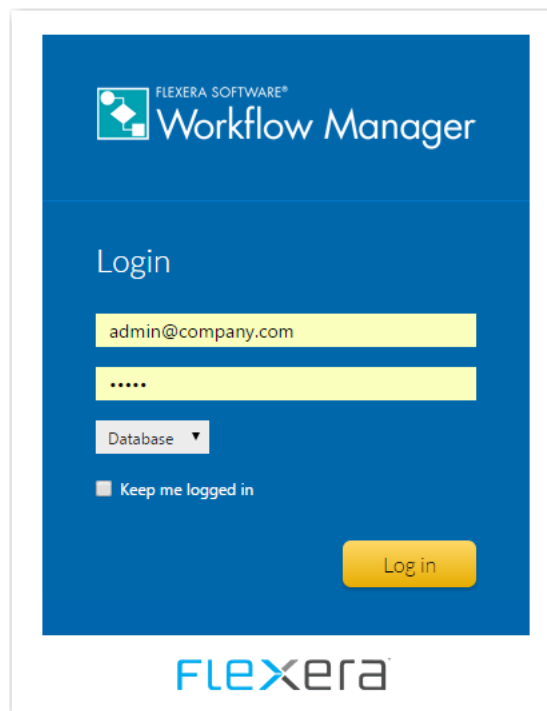 FLEXERA SOFTWARE®
Workflow Manager
Login
admin@company.com
•••••
Database ▼
Keep me logged in
Log in
FLEXERA